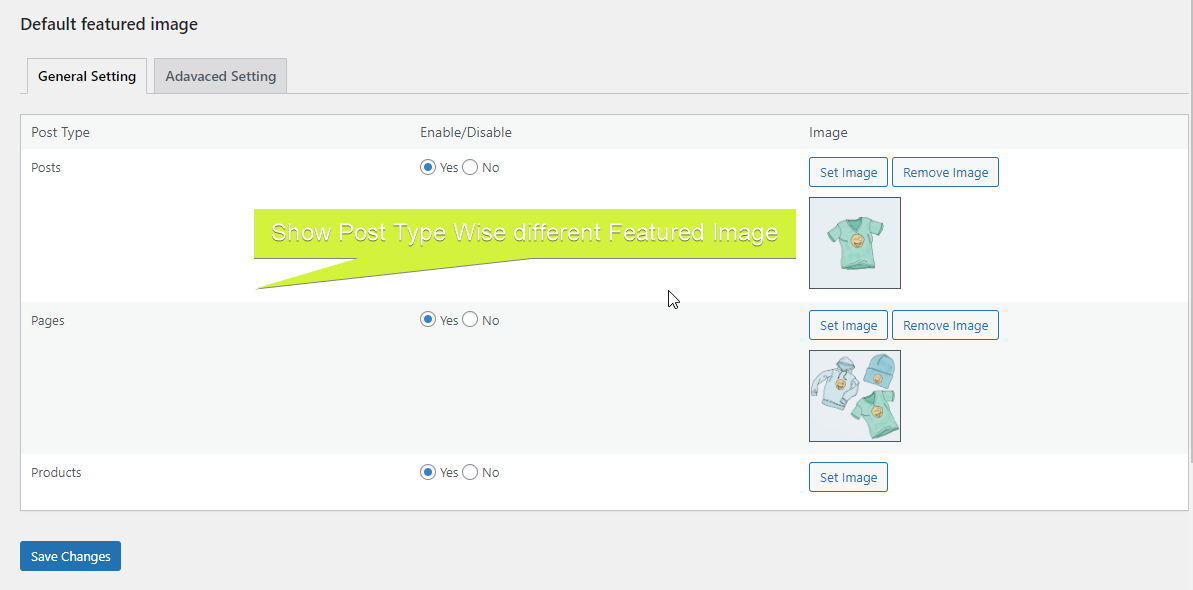 Default featured image
General Setting Adavaced Setting
Post Type Enable/Disable Image
Posts Yes No Set Image Remove Image
Show Post Type Wise different Featured Image
Pages Yes No Set Image Remove Image
Products Yes No Set Image
Save Changes